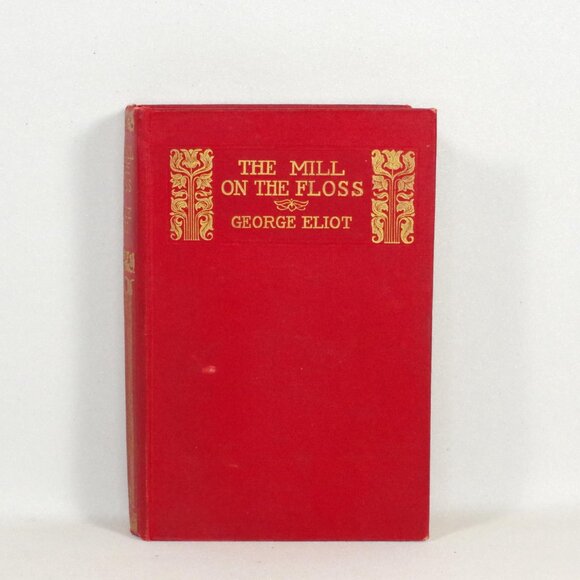 THE MILL
ON THE FLOSS
GEORGE ELIOT